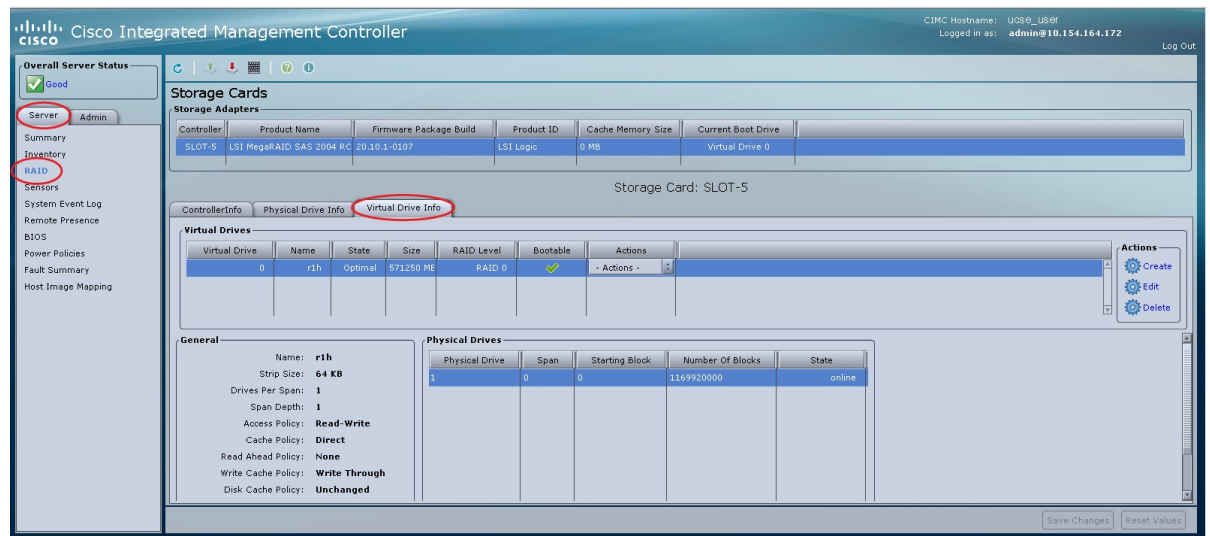 CISCO Cisco Integrated Management Controller
CIMC Hostname: ucse_user
Logged in as: admin@10.154.164.172
Log Out
Overall Server Status
Good
Server Admin
Summary
Inventory
RAID
Sensors
System Event Log
Remote Presence
BIOS
Power Policies
Fault Summary
Host Image Mapping
Storage Cards
Storage Adapters
Controller Product Name Firmware Package Build Product ID Cache Memory Size Current Boot Drive
SLOT-5 LSI MegaRAID SAS 2004 RO 20.10.1-0107 LSI Logic 0 MB Virtual Drive 0
Storage Card: SLOT-5
ControllerInfo Physical Drive Info Virtual Drive Info
Virtual Drives
Virtual Drive Name State Size RAID Level Bootable Actions
0 r1h Optimal 571250 MB RAID 0 - Actions -
Actions
Create
Edit
Delete
General
Name: r1h
Strip Size: 64 KB
Drives Per Span: 1
Span Depth: 1
Access Policy: Read-Write
Cache Policy: Direct
Read Ahead Policy: None
Write Cache Policy: Write Through
Disk Cache Policy: Unchanged
Physical Drives
Physical Drive Span Starting Block Number Of Blocks State
1 0 0 1169920000 online
Save Changes Reset Values